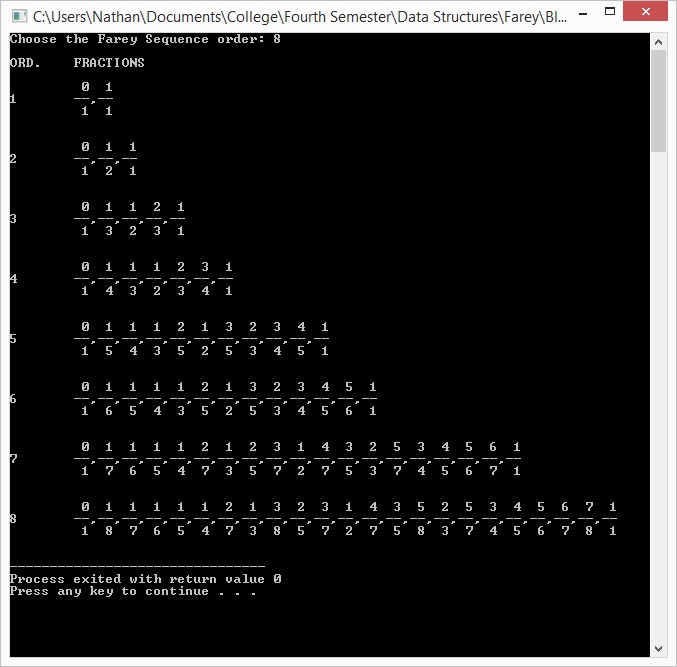 C:\Users\Nathan\Documents\College\Fourth Semester\Data Structures\Farey\Bl...
Choose the Farey Sequence order: 8
ORD. FRACTIONS
0 1
1 --,--
1 1
0 1 1
2 --,--,--
1 2 1
0 1 1 2 1
3 --,--,--,--,--
1 3 2 3 1
0 1 1 1 2 3 1
4 --,--,--,--,--,--,--
1 4 3 2 3 4 1
0 1 1 1 2 1 3 2 3 4 1
5 --,--,--,--,--,--,--,--,--,--,--
1 5 4 3 5 2 5 3 4 5 1
0 1 1 1 1 2 1 3 2 3 4 5 1
6 --,--,--,--,--,--,--,--,--,--,--,--,--
1 6 5 4 3 5 2 5 3 4 5 6 1
0 1 1 1 1 2 1 2 3 1 4 3 2 5 3 4 5 6 1
7 --,--,--,--,--,--,--,--,--,--,--,--,--,--,--,--,--,--,--
1 7 6 5 4 7 3 5 7 2 7 5 3 7 4 5 6 7 1
0 1 1 1 1 1 2 1 3 2 3 1 4 3 5 2 5 3 4 5 6 7 1
8 --,--,--,--,--,--,--,--,--,--,--,--,--,--,--,--,--,--,--,--,--,--,--
1 8 7 6 5 4 7 3 8 5 7 2 7 5 8 3 7 4 5 6 7 8 1
--------------------------------
Process exited with return value 0
Press any key to continue . . .